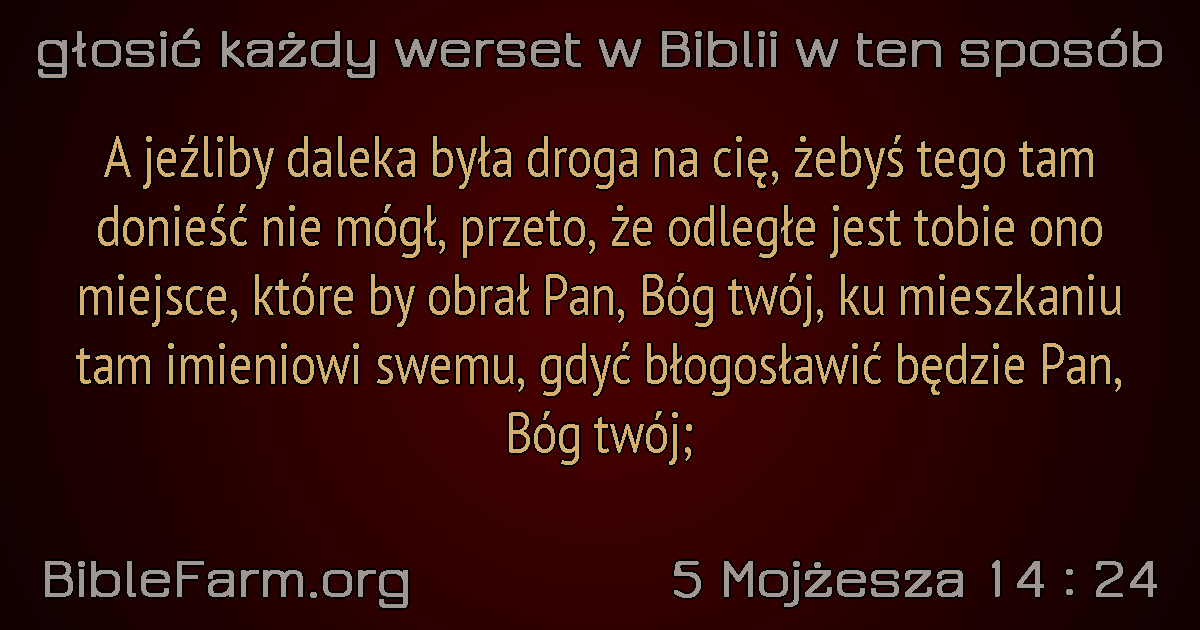 głosić każdy werset w Biblii w ten sposób
A jeźliby daleka była droga na cię, żebyś tego tam
donieść nie mógł, przeto, że odległe jest tobie ono
miejsce, które by obrał Pan, Bóg twój, ku mieszkaniu
tam imieniowi swemu, gdyć błogosławić będzie Pan,
Bóg twój;
BibleFarm.org
5 Mojżesza 14 : 24